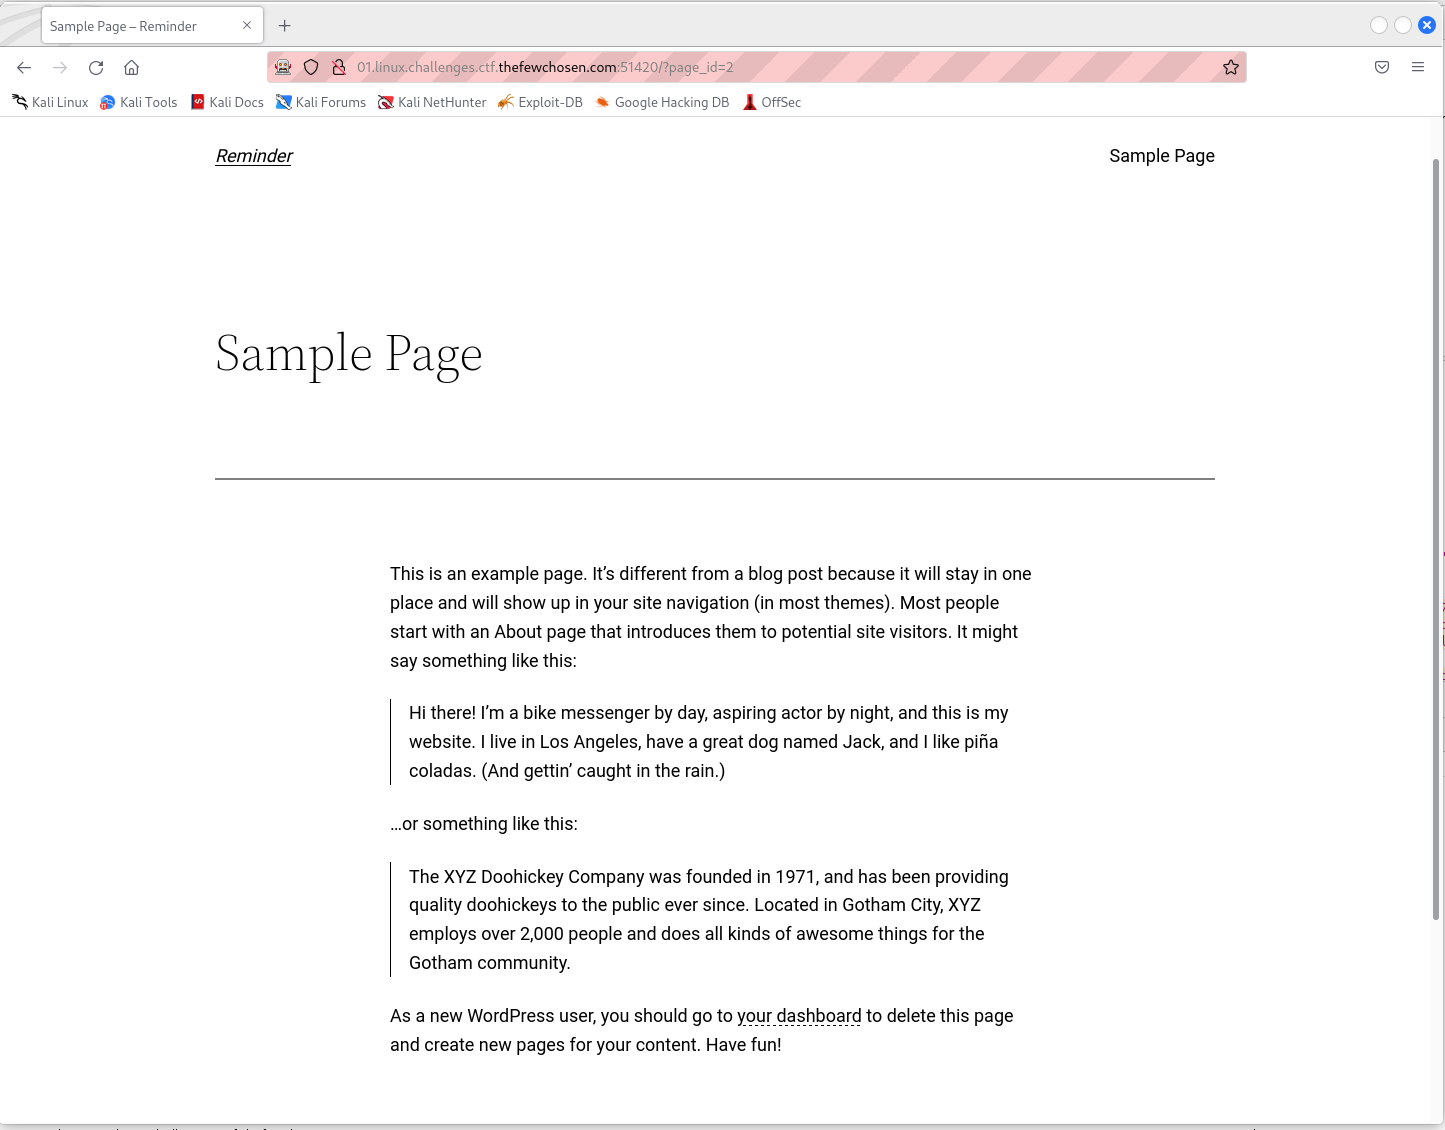 Sample Page – Reminder
01.linux.challenges.ctf.thefewchosen.com:51420/?page_id=2
Kali Linux Kali Tools Kali Docs Kali Forums Kali NetHunter Exploit-DB Google Hacking DB OffSec
Reminder Sample Page
Sample Page
This is an example page. It’s different from a blog post because it will stay in one
place and will show up in your site navigation (in most themes). Most people
start with an About page that introduces them to potential site visitors. It might
say something like this:
Hi there! I’m a bike messenger by day, aspiring actor by night, and this is my
website. I live in Los Angeles, have a great dog named Jack, and I like piña
coladas. (And gettin’ caught in the rain.)
…or something like this:
The XYZ Doohickey Company was founded in 1971, and has been providing
quality doohickeys to the public ever since. Located in Gotham City, XYZ
employs over 2,000 people and does all kinds of awesome things for the
Gotham community.
As a new WordPress user, you should go to your dashboard to delete this page
and create new pages for your content. Have fun!